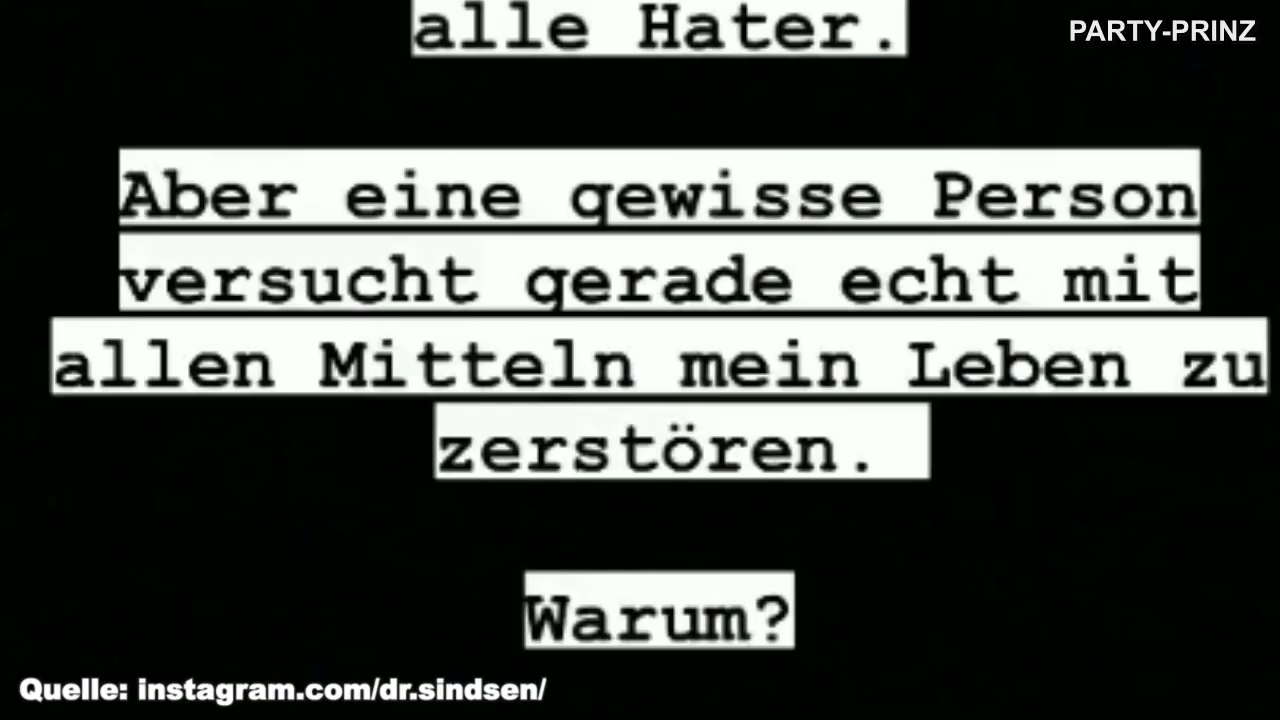 alle Hater.
PARTY-PRINZ
Aber eine gewisse Person
versucht gerade echt mit
allen Mitteln mein Leben zu
zerstören.
Warum?
Quelle: instagram.com/dr.sindsen/